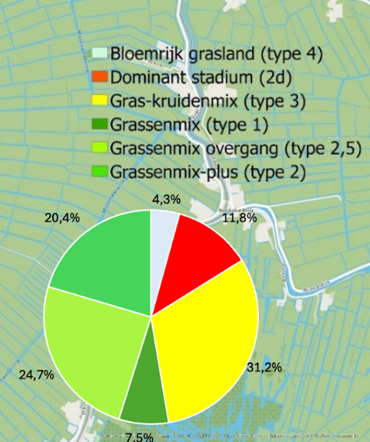 Bloemrijk grasland (type 4)
Dominant stadium (2d)
Gras-kruidenmix (type 3)
Grassenmix (type 1)
Grassenmix overgang (type 2,5)
Grassenmix-plus (type 2)
4,3%
20,4%
11,8%
31,2%
24,7%
7,5%